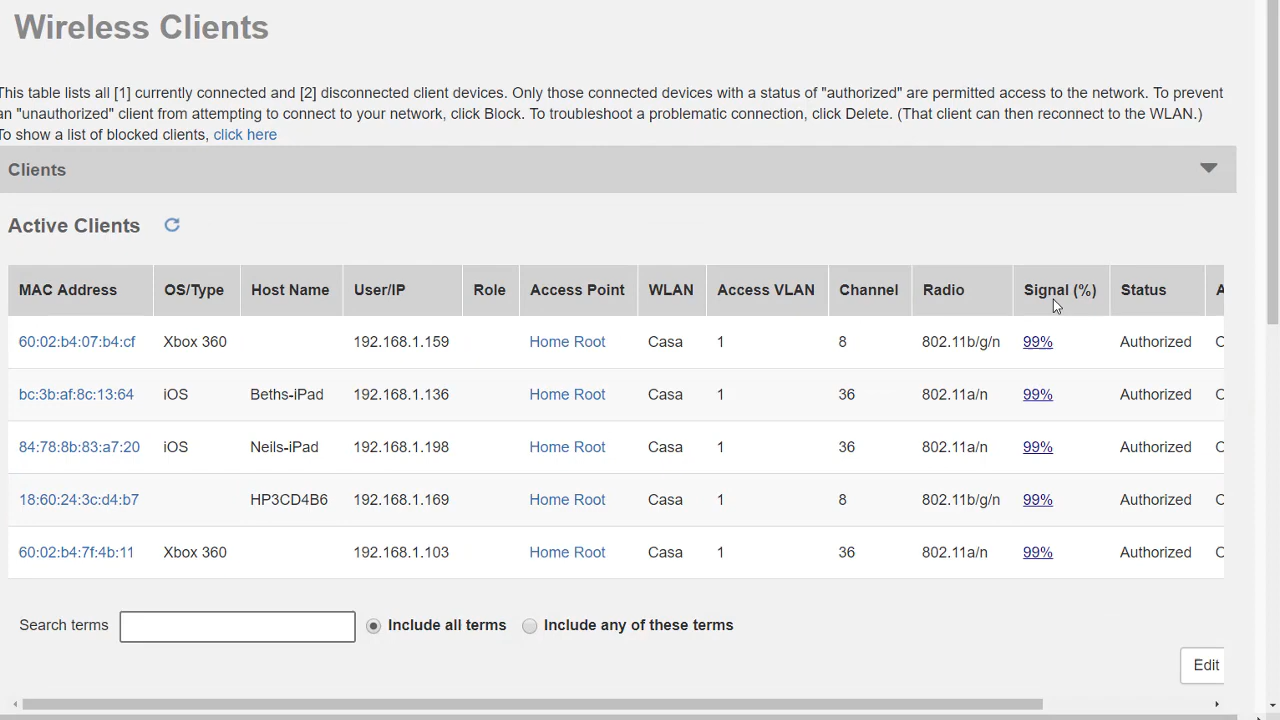 Wireless Clients
This table lists all [1] currently connected and [2] disconnected client devices. Only those connected devices with a status of "authorized" are permitted access to the network. To prevent
an "unauthorized" client from attempting to connect to your network, click Block. To troubleshoot a problematic connection, click Delete. (That client can then reconnect to the WLAN.)
To show a list of blocked clients, click here
Clients
Active Clients
MAC Address OS/Type Host Name User/IP Role Access Point WLAN Access VLAN Channel Radio Signal (%) Status
60:02:b4:07:b4:cf Xbox 360 192.168.1.159 Home Root Casa 1 8 802.11b/g/n 99% Authorized
bc:3b:af:8c:13:64 iOS Beths-iPad 192.168.1.136 Home Root Casa 1 36 802.11a/n 99% Authorized
84:78:8b:83:a7:20 iOS Neils-iPad 192.168.1.198 Home Root Casa 1 36 802.11a/n 99% Authorized
18:60:24:3c:d4:b7 HP3CD4B6 192.168.1.169 Home Root Casa 1 8 802.11b/g/n 99% Authorized
60:02:b4:7f:4b:11 Xbox 360 192.168.1.103 Home Root Casa 1 36 802.11a/n 99% Authorized
Search terms Include all terms Include any of these terms
Edit